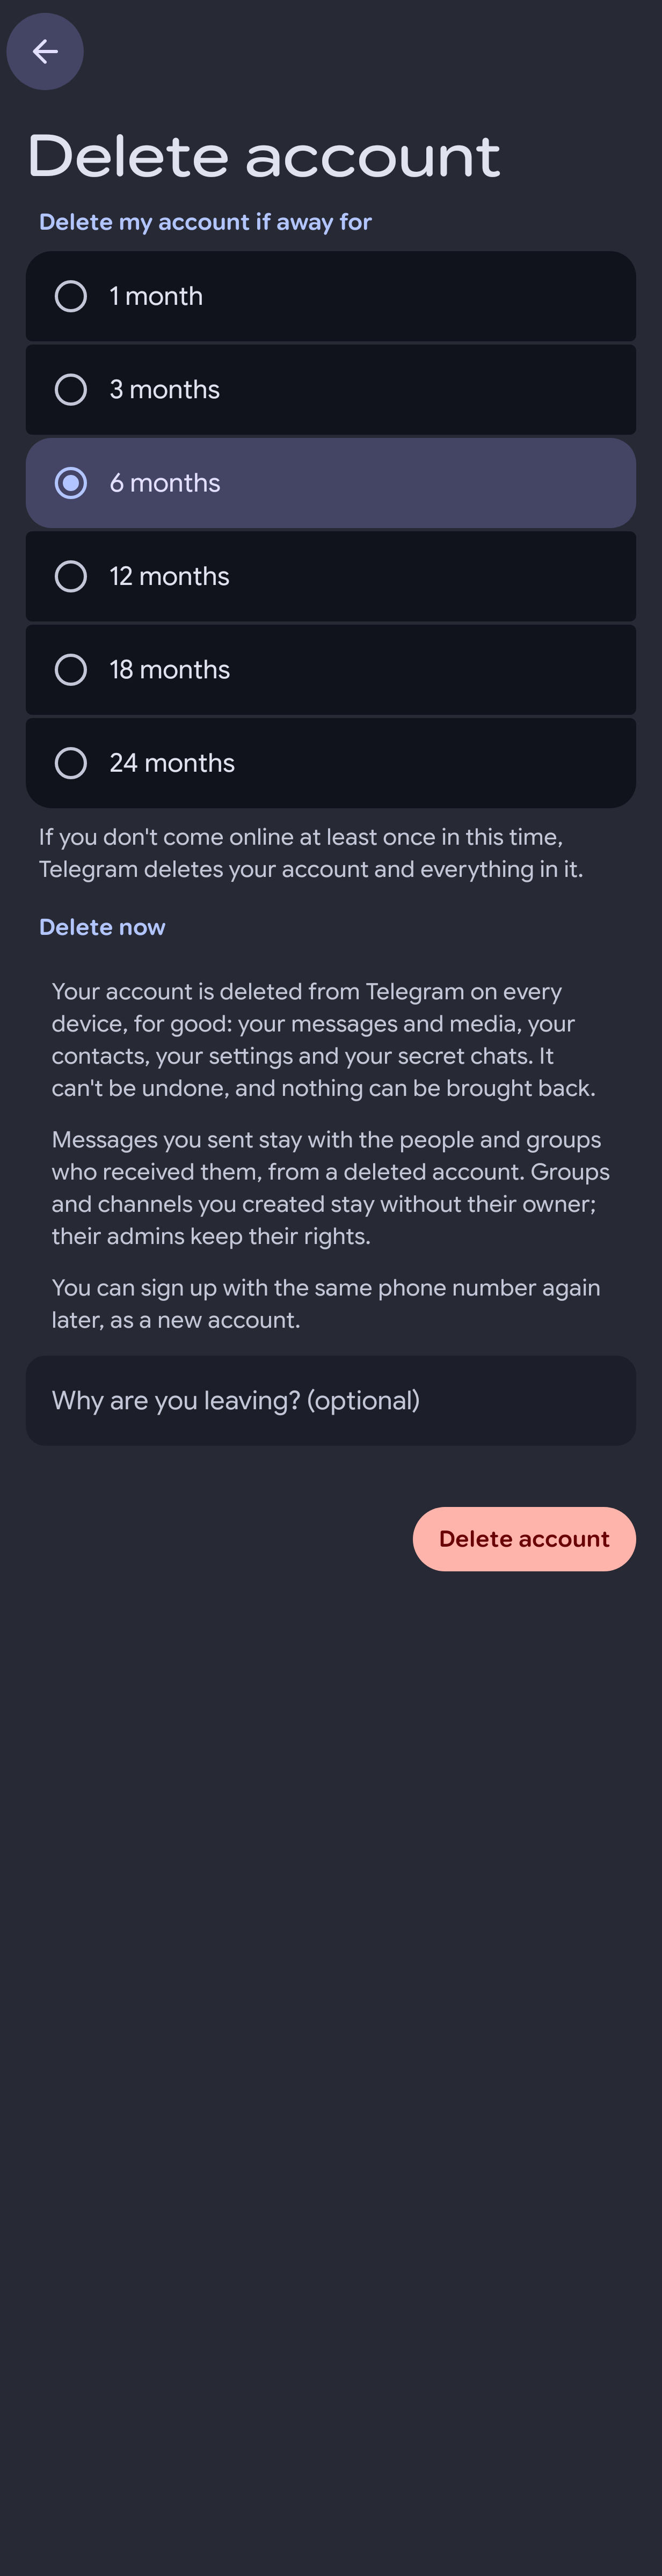 Delete account
Delete my account if away for
1 month
3 months
6 months
12 months
18 months
24 months
If you don't come online at least once in this time,
Telegram deletes your account and everything in it.
Delete now
Your account is deleted from Telegram on every
device, for good: your messages and media, your
contacts, your settings and your secret chats. It
can't be undone, and nothing can be brought back.
Messages you sent stay with the people and groups
who received them, from a deleted account. Groups
and channels you created stay without their owner;
their admins keep their rights.
You can sign up with the same phone number again
later, as a new account.
Why are you leaving? (optional)
Delete account